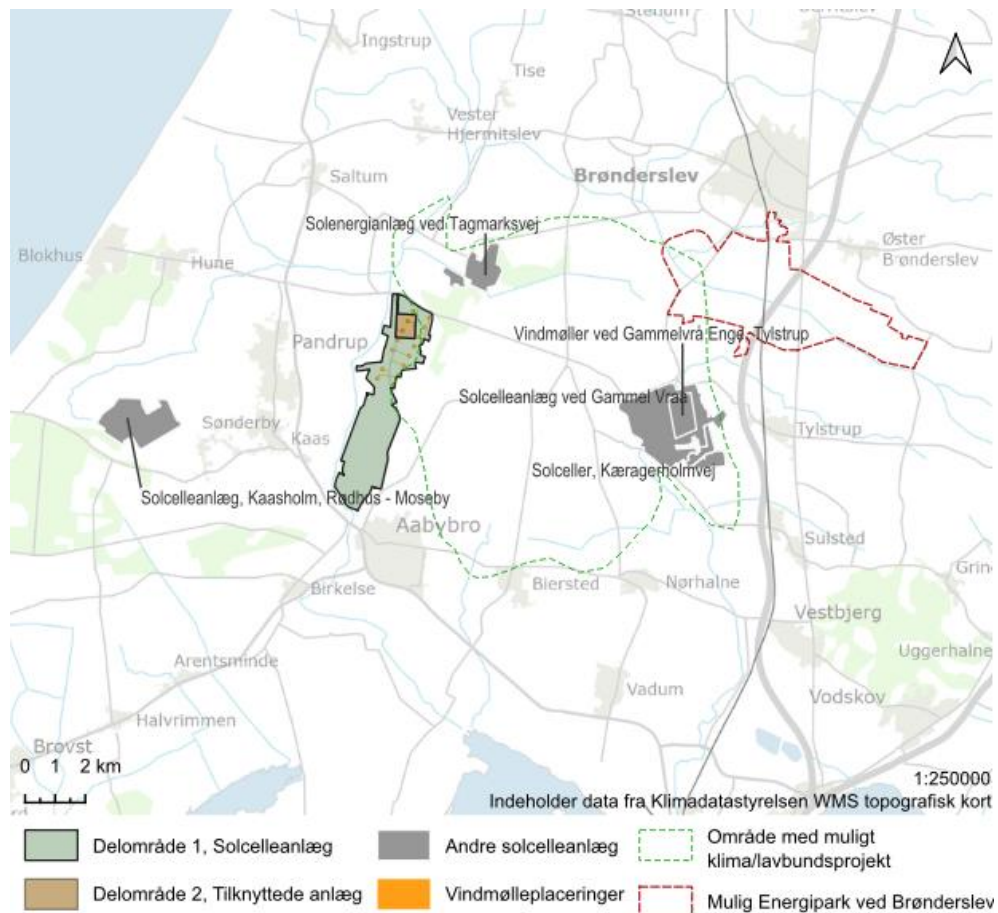 Ingstrup
Stenum
Tise
Vester
Hjermitslev
Saltum
Brønderslev
Solenergianlæg ved Tagmarksvej
Øster
Brønderslev
Blokhus
Hune
Vindmøller ved Gammelvrå Enge, Tylstrup
Pandrup
Solcelleanlæg ved Gammel Vraa
Sønderby
Kaas
Tylstrup
Solceller, Kæragerholmvej
Solcelleanlæg, Kaasholm, Rødhus - Moseby
Aabybro
Sulsted
Biersted
Nørhalne
Grin
Birkelse
Vestbjerg
Uggerhalne
Arentsminde
Vadum
Vodskov
Halvrimmen
Brovst
0 1 2 km
1:250000
Indeholder data fra Klimadatastyrelsen WMS topografisk kort
Delområde 1, Solcelleanlæg
Andre solcelleanlæg
Område med muligt
klima/lavbundsprojekt
Delområde 2, Tilknyttede anlæg
Vindmølleplaceringer
Mulig Energipark ved Brønderslev